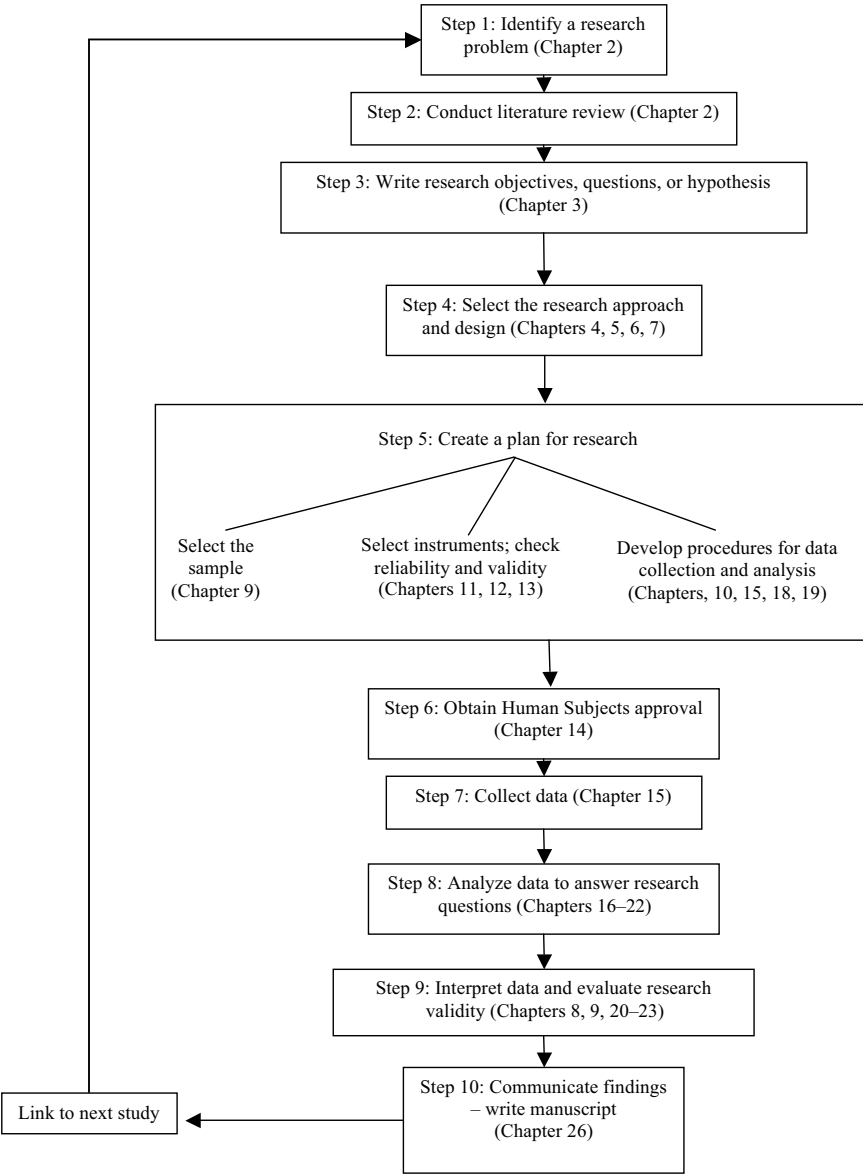 Step 1: Identify a research
problem (Chapter 2)
Step 2: Conduct literature review (Chapter 2)
Step 3: Write research objectives, questions, or hypothesis
(Chapter 3)
Step 4: Select the research approach
and design (Chapters 4, 5, 6, 7)
Step 5: Create a plan for research
Select the
sample
(Chapter 9)
Select instruments; check
reliability and validity
(Chapters 11, 12, 13)
Develop procedures for data
collection and analysis
(Chapters, 10, 15, 18, 19)
Step 6: Obtain Human Subjects approval
(Chapter 14)
Step 7: Collect data (Chapter 15)
Step 8: Analyze data to answer research
questions (Chapters 16–22)
Step 9: Interpret data and evaluate research
validity (Chapters 8, 9, 20–23)
Step 10: Communicate findings
– write manuscript
(Chapter 26)
Link to next study